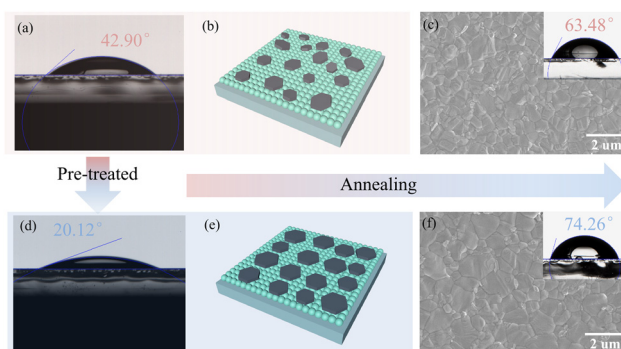 (a)
42.90°
(b)
(c)
63.48°
2 um
Pre-treated
Annealing
(d)
20.12°
(e)
(f)
74.26°
2 um